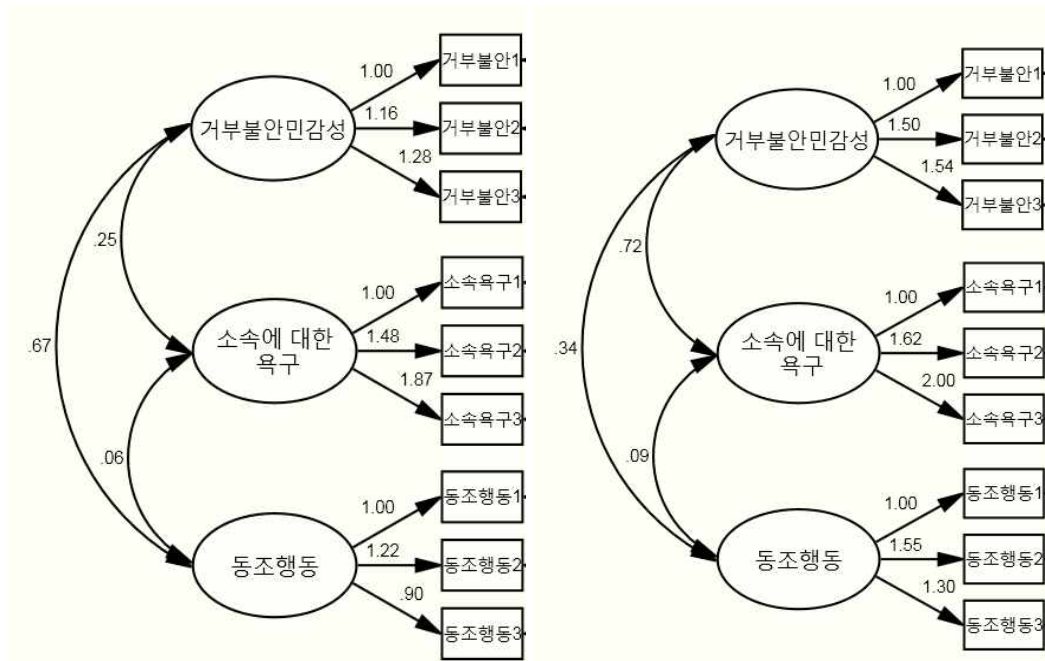 거부불안민감성
1.00
거부불안1
1.16
거부불안2
1.28
거부불안3
.25
.67
소속에 대한
욕구
1.00
소속욕구1
1.48
소속욕구2
1.87
소속욕구3
.06
동조행동
1.00
동조행동1
1.22
동조행동2
.90
동조행동3
거부불안민감성
1.00
거부불안1
1.50
거부불안2
1.54
거부불안3
.72
.34
소속에 대한
욕구
1.00
소속욕구1
1.62
소속욕구2
2.00
소속욕구3
.09
동조행동
1.00
동조행동1
1.55
동조행동2
1.30
동조행동3